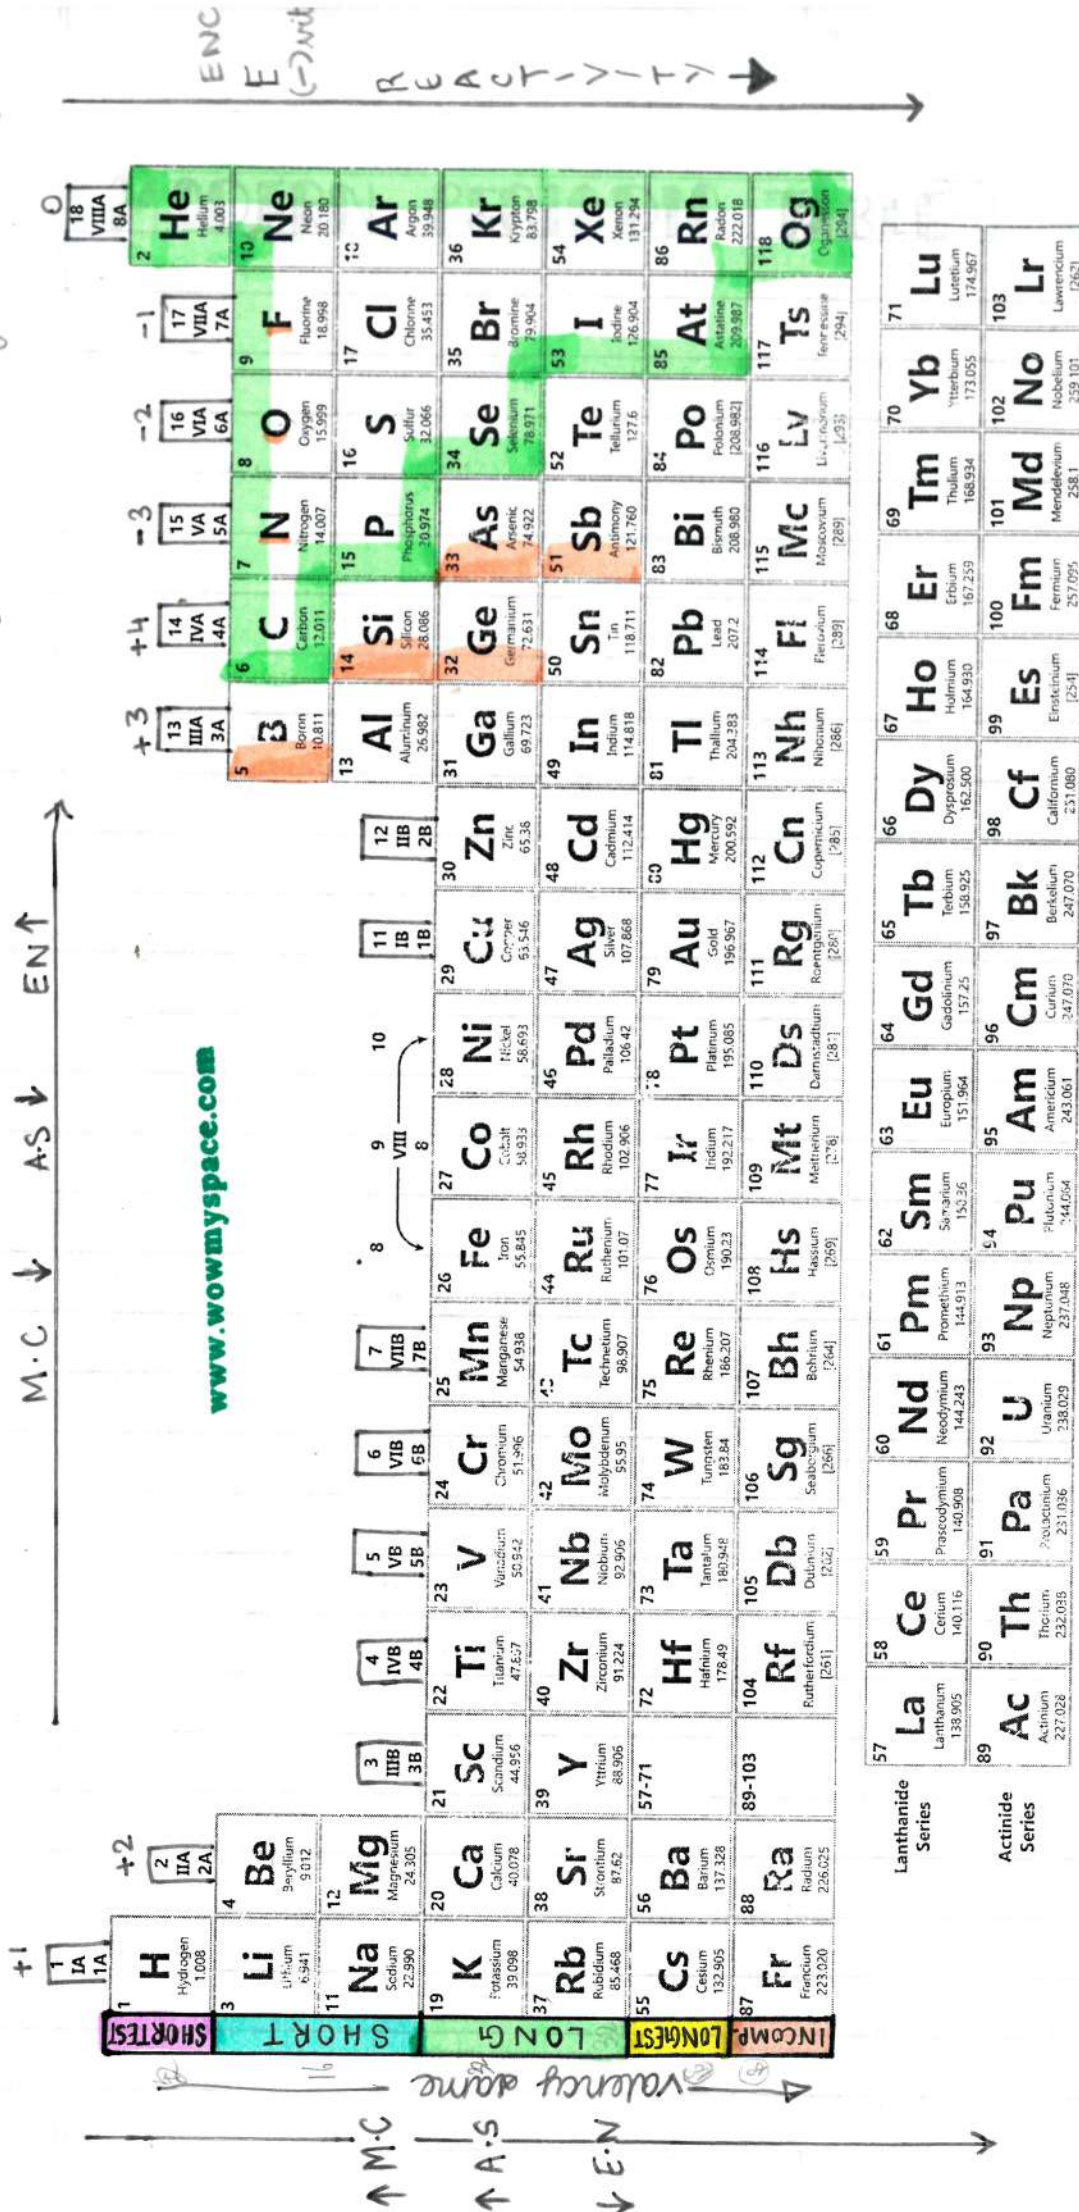 M.C ↓ A.S ↓ EN↑
www.wowmyspace.com
+1 +2 +3 +4 -3 -2 -1 0
1 IA 1A
2 IIA 2A
3 IIIB 3B
4 IVB 4B
5 VB 5B
6 VIB 6B
7 VIIB 7B
8 9 10
VIII
8
11 IB 1B
12 IIB 2B
13 IIIA 3A
14 IVA 4A
15 VA 5A
16 VIA 6A
17 VIIA 7A
18 VIIIA 8A
SHORTEST
1 H Hydrogen 1.008
2 He Helium 4.003
SHORT
3 Li Lithium 6.941
4 Be Beryllium 9.012
5 B Boron 10.811
6 C Carbon 12.011
7 N Nitrogen 14.007
8 O Oxygen 15.999
9 F Fluorine 18.998
10 Ne Neon 20.180
11 Na Sodium 22.990
12 Mg Magnesium 24.305
13 Al Aluminum 26.982
14 Si Silicon 28.086
15 P Phosphorus 20.974
16 S Sulfur 32.066
17 Cl Chlorine 35.453
18 Ar Argon 39.948
LONG
19 K Potassium 39.098
20 Ca Calcium 40.078
21 Sc Scandium 44.956
22 Ti Titanium 47.867
23 V Vanadium 50.942
24 Cr Chromium 51.996
25 Mn Manganese 54.938
26 Fe Iron 55.845
27 Co Cobalt 58.933
28 Ni Nickel 58.693
29 Cu Copper 63.546
30 Zn Zinc 65.38
31 Ga Gallium 69.723
32 Ge Germanium 72.631
33 As Arsenic 74.922
34 Se Selenium 78.971
35 Br Bromine 79.904
36 Kr Krypton 83.798
37 Rb Rubidium 85.468
38 Sr Strontium 87.62
39 Y Yttrium 88.906
40 Zr Zirconium 91.224
41 Nb Niobium 92.906
42 Mo Molybdenum 95.95
43 Tc Technetium 98.907
44 Ru Ruthenium 101.07
45 Rh Rhodium 102.906
46 Pd Palladium 106.42
47 Ag Silver 107.868
48 Cd Cadmium 112.414
49 In Indium 114.818
50 Sn Tin 118.711
51 Sb Antimony 121.760
52 Te Tellurium 127.6
53 I Iodine 126.904
54 Xe Xenon 131.294
LONGEST
55 Cs Cesium 132.905
56 Ba Barium 137.328
57-71
72 Hf Hafnium 178.49
73 Ta Tantalum 180.948
74 W Tungsten 183.84
75 Re Rhenium 186.207
76 Os Osmium 190.23
77 Ir Iridium 192.217
78 Pt Platinum 195.085
79 Au Gold 196.967
80 Hg Mercury 200.592
81 Tl Thallium 204.383
82 Pb Lead 207.2
83 Bi Bismuth 208.980
84 Po Polonium [208.982]
85 At Astatine 209.987
86 Rn Radon 222.018
INCOMP.
87 Fr Francium 223.020
88 Ra Radium 226.025
89-103
104 Rf Rutherfordium [261]
105 Db Dubnium [262]
106 Sg Seaborgium [266]
107 Bh Bohrium [264]
108 Hs Hassium [269]
109 Mt Meitnerium [278]
110 Ds Darmstadtium [281]
111 Rg Roentgenium [280]
112 Cn Copernicium [285]
113 Nh Nihonium [286]
114 Fl Flerovium [289]
115 Mc Moscovium [289]
116 Lv Livermorium [293]
117 Ts Tennessine [294]
118 Og Oganesson [294]
Lanthanide Series
57 La Lanthanum 138.905
58 Ce Cerium 140.116
59 Pr Praseodymium 140.908
60 Nd Neodymium 144.243
61 Pm Promethium 144.913
62 Sm Samarium 150.36
63 Eu Europium 151.964
64 Gd Gadolinium 157.25
65 Tb Terbium 158.925
66 Dy Dysprosium 162.500
67 Ho Holmium 164.930
68 Er Erbium 167.259
69 Tm Thulium 168.934
70 Yb Ytterbium 173.055
71 Lu Lutetium 174.967
Actinide Series
89 Ac Actinium 227.028
90 Th Thorium 232.038
91 Pa Protactinium 231.036
92 U Uranium 238.029
93 Np Neptunium 237.048
94 Pu Plutonium 244.064
95 Am Americium 243.061
96 Cm Curium 247.070
97 Bk Berkelium 247.070
98 Cf Californium 251.080
99 Es Einsteinium [254]
100 Fm Fermium 257.095
101 Md Mendelevium 258.1
102 No Nobelium 259.101
103 Lr Lawrencium [262]
↑ M.C
↑ A.S
↓ E.N
valency same
16
ENC
E
(-)vit
REACTIVITY